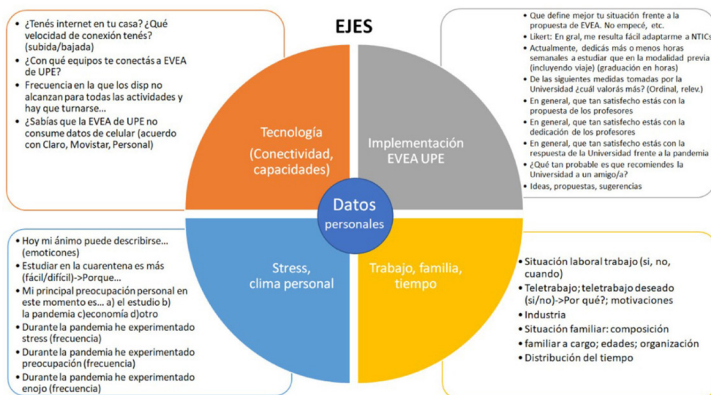 EJES
• ¿Tenés internet en tu casa? ¿Qué
velocidad de conexión tenés?
(subida/bajada)
• ¿Con qué equipos te conectás a EVEA
de UPE?
• Frecuencia en la que los disp no
alcanzan para todas las actividades y
hay que turnarse...
• ¿Sabías que la EVEA de UPE no
consume datos de celular (acuerdo
con Claro, Movistar, Personal)
Tecnología
(Conectividad,
capacidades)
Implementación
EVEA UPE
• Que define mejor tu situación frente a la
propuesta de EVEA. No empecé, etc.
• Likert: En gral, me resulta fácil adaptarme a NTICs
• Actualmente, dedicás más o menos horas
semanales a estudiar que en la modalidad previa
(incluyendo viaje) (graduación en horas)
• De las siguientes medidas tomadas por la
Universidad ¿cuál valorás más? (Ordinal, relev.)
• En general, que tan satisfecho estás con la
propuesta de los profesores
• En general, que tan satisfecho estás con la
dedicación de los profesores
• En general, que tan satisfecho estás con la
respuesta de la Universidad frente a la pandemia
• ¿Qué tan probable es que recomiendes la
Universidad a un amigo/a?
• Ideas, propuestas, sugerencias
Datos
personales
• Hoy mi ánimo puede describirse...
(emoticones)
• Estudiar en la cuarentena es más
(fácil/difícil)->Porque...
• Mi principal preocupación personal en
este momento es... a) el estudio b)
la pandemia c)economía d)otro
• Durante la pandemia he experimentado
stress (frecuencia)
• Durante la pandemia he experimentado
preocupación (frecuencia)
• Durante la pandemia he experimentado
enojo (frecuencia)
Stress,
clima personal
Trabajo, familia,
tiempo
• Situación laboral trabajo (si, no,
cuando)
• Teletrabajo; teletrabajo deseado
(si/no)->Por qué?; motivaciones
• Industria
• Situación familiar: composición
• familiar a cargo; edades; organización
• Distribución del tiempo